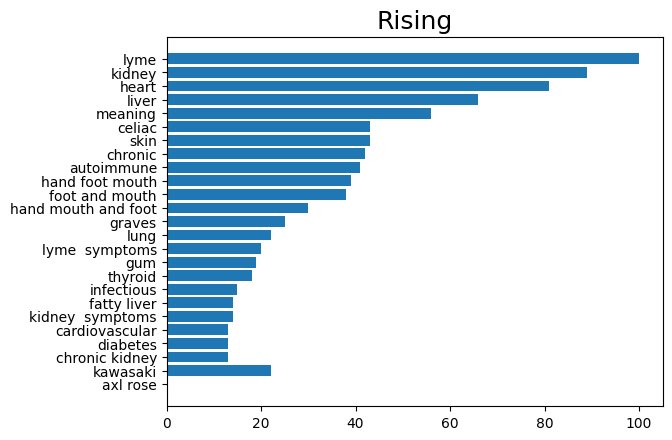 Rising
lyme
kidney
heart
liver
meaning
celiac
skin
chronic
autoimmune
hand foot mouth
foot and mouth
hand mouth and foot
graves
lung
lyme  symptoms
gum
thyroid
infectious
fatty liver
kidney  symptoms
cardiovascular
diabetes
chronic kidney
kawasaki
axl rose
0 20 40 60 80 100